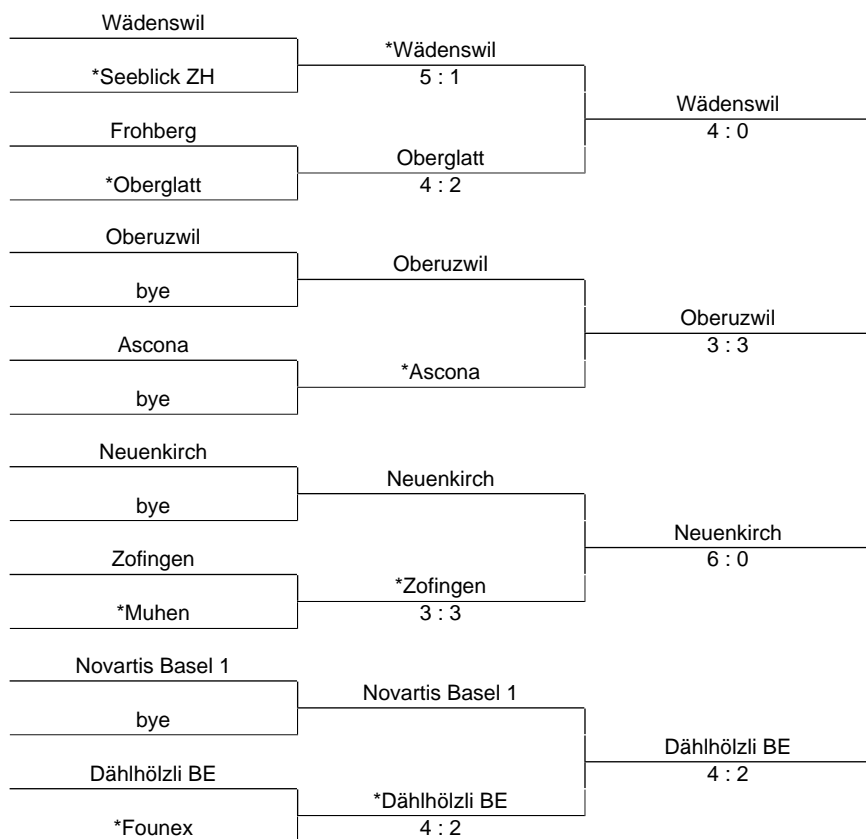 Wädenswil
*Seeblick ZH
*Wädenswil
5 : 1
Wädenswil
4 : 0
Frohberg
*Oberglatt
Oberglatt
4 : 2
Oberuzwil
bye
Oberuzwil
Oberuzwil
3 : 3
Ascona
bye
*Ascona
Neuenkirch
bye
Neuenkirch
Neuenkirch
6 : 0
Zofingen
*Muhen
*Zofingen
3 : 3
Novartis Basel 1
bye
Novartis Basel 1
Dählhölzli BE
4 : 2
Dählhölzli BE
*Founex
*Dählhölzli BE
4 : 2